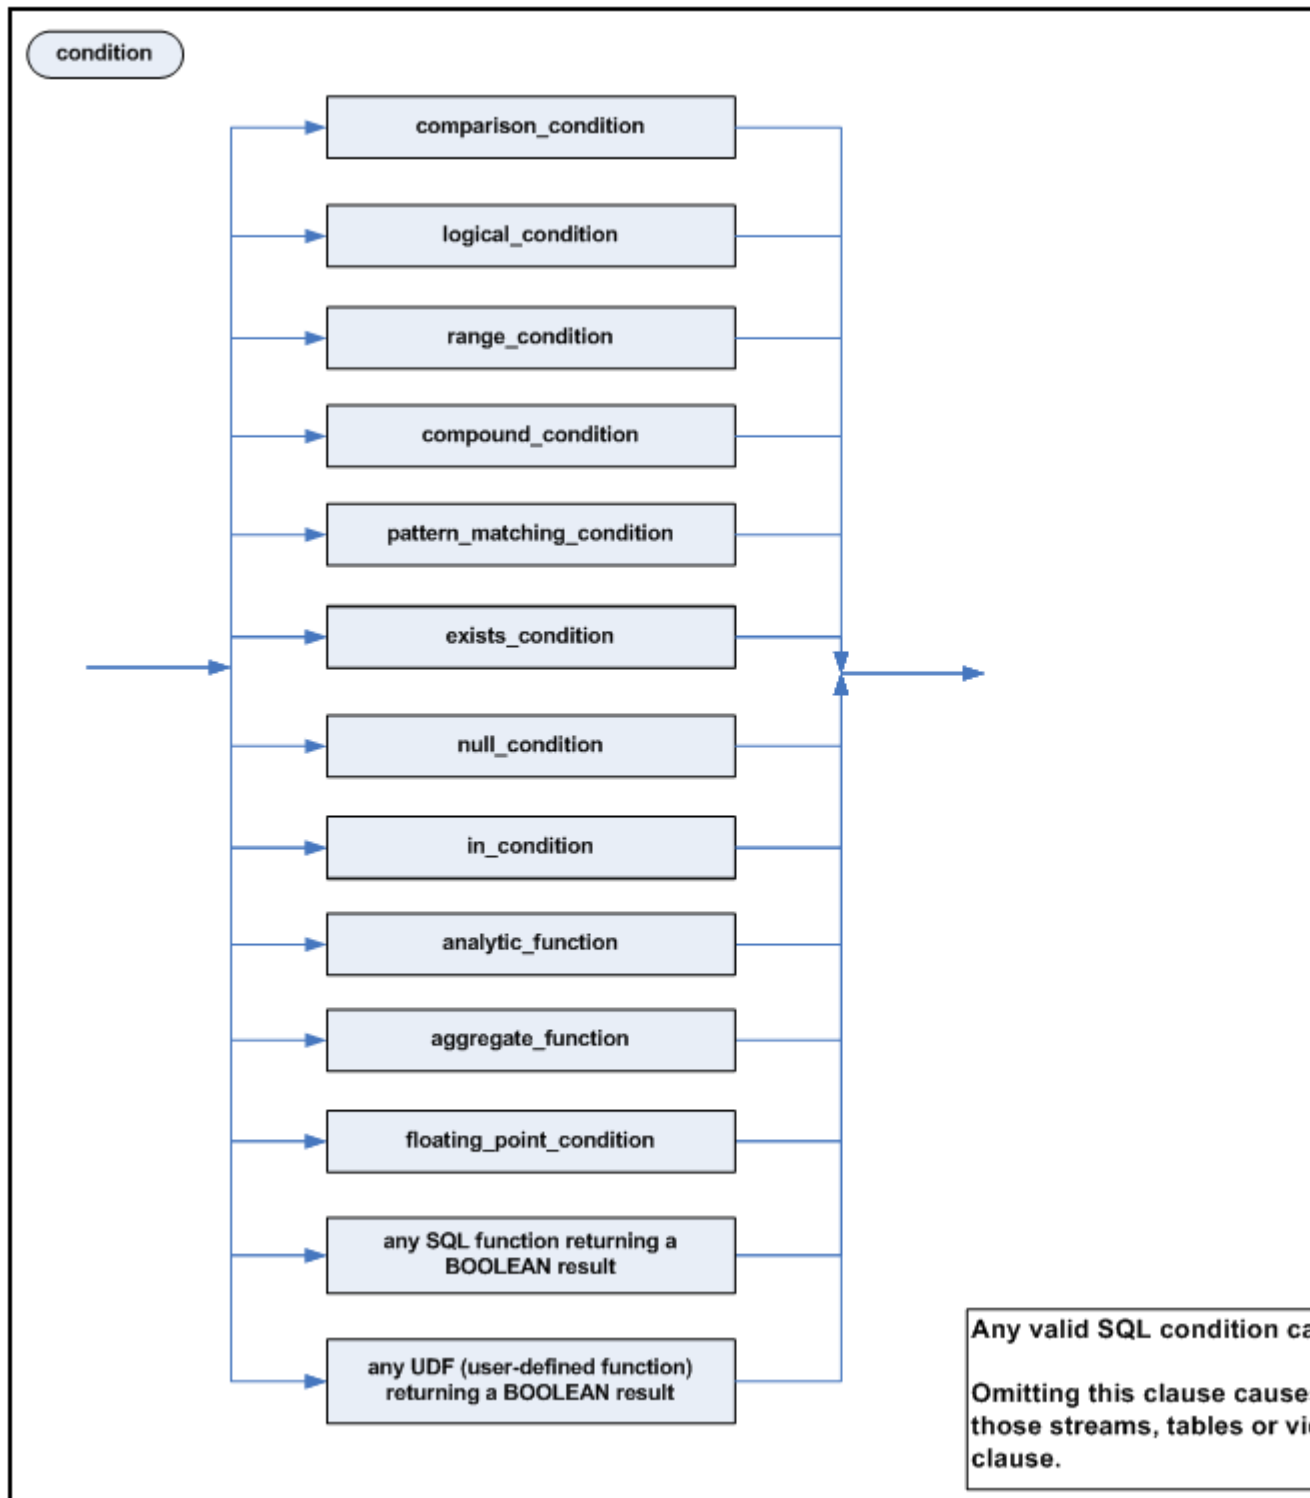 condition
comparison_condition
logical_condition
range_condition
compound_condition
pattern_matching_condition
exists_condition
null_condition
in_condition
analytic_function
aggregate_function
floating_point_condition
any SQL function returning a
BOOLEAN result
any UDF (user-defined function)
returning a BOOLEAN result
Any valid SQL condition
Omitting this clause
those streams, tables or
clause.